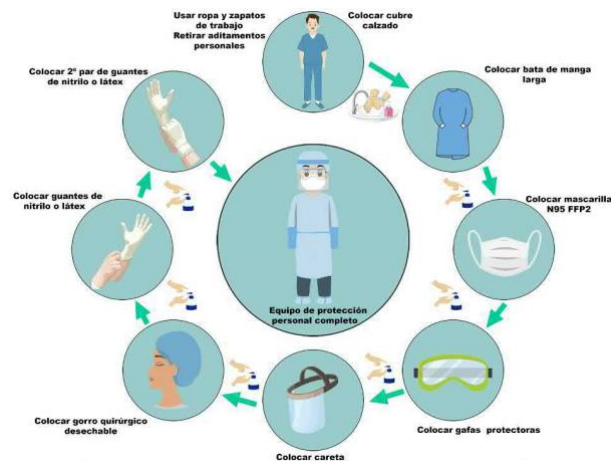 Usar ropa y zapatos
de trabajo
Retirar aditamentos
personales
Colocar cubre
calzado
Colocar bata de manga
larga
Colocar mascarilla
N95 FFP2
Colocar gafas protectoras
Colocar careta
Colocar gorro quirúrgico
desechable
Colocar guantes de
nitrilo o látex
Colocar 2º par de guantes
de nitrilo o látex
Equipo de protección
personal completo